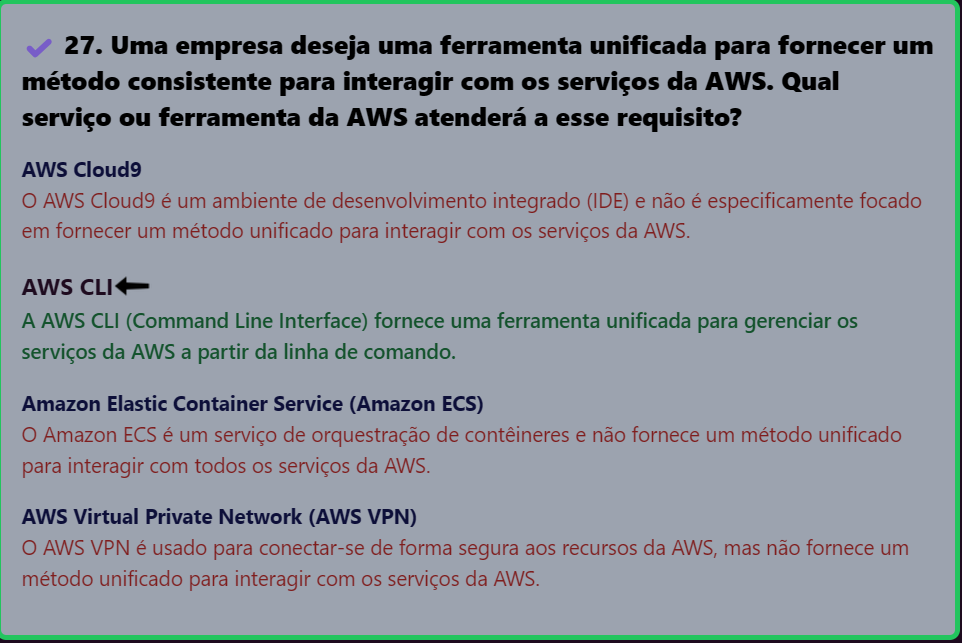 27. Uma empresa deseja uma ferramenta unificada para fornecer um
método consistente para interagir com os serviços da AWS. Qual
serviço ou ferramenta da AWS atenderá a esse requisito?
AWS Cloud9
O AWS Cloud9 é um ambiente de desenvolvimento integrado (IDE) e não é especificamente focado
em fornecer um método unificado para interagir com os serviços da AWS.
AWS CLI
A AWS CLI (Command Line Interface) fornece uma ferramenta unificada para gerenciar os
serviços da AWS a partir da linha de comando.
Amazon Elastic Container Service (Amazon ECS)
O Amazon ECS é um serviço de orquestração de contêineres e não fornece um método unificado
para interagir com todos os serviços da AWS.
AWS Virtual Private Network (AWS VPN)
O AWS VPN é usado para conectar-se de forma segura aos recursos da AWS, mas não fornece um
método unificado para interagir com os serviços da AWS.